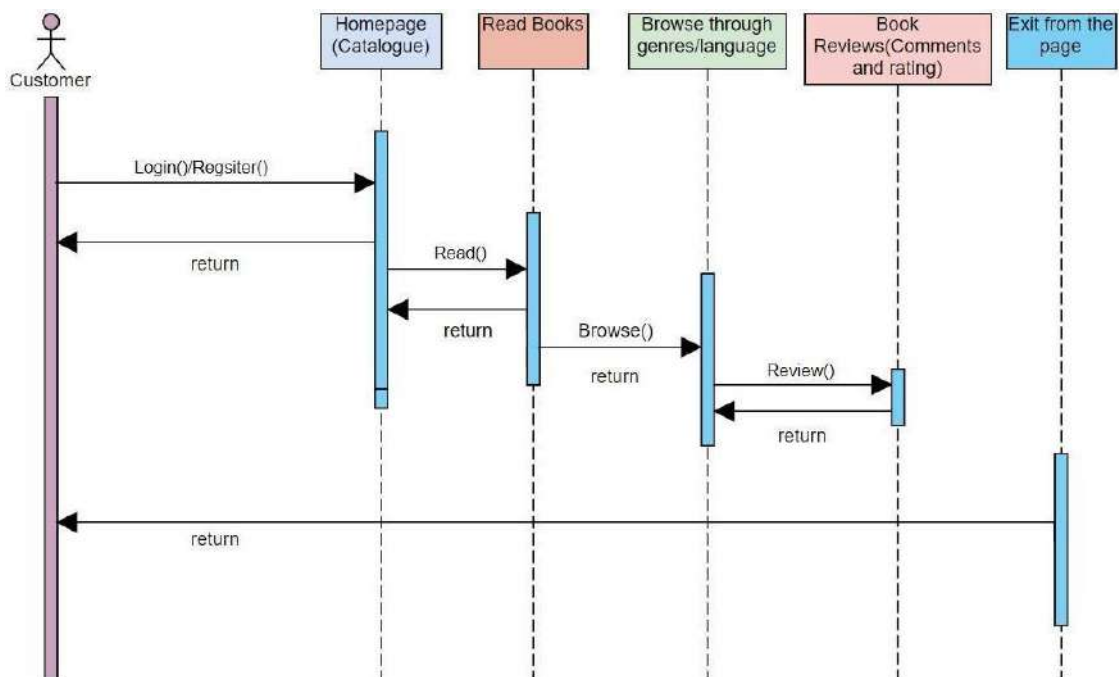 Customer
Homepage
(Catalogue)
Read Books
Browse through
genres/language
Book
Reviews(Comments
and rating)
Exit from the
page
Login()/Regsiter()
return
Read()
return
Browse()
return
Review()
return
return